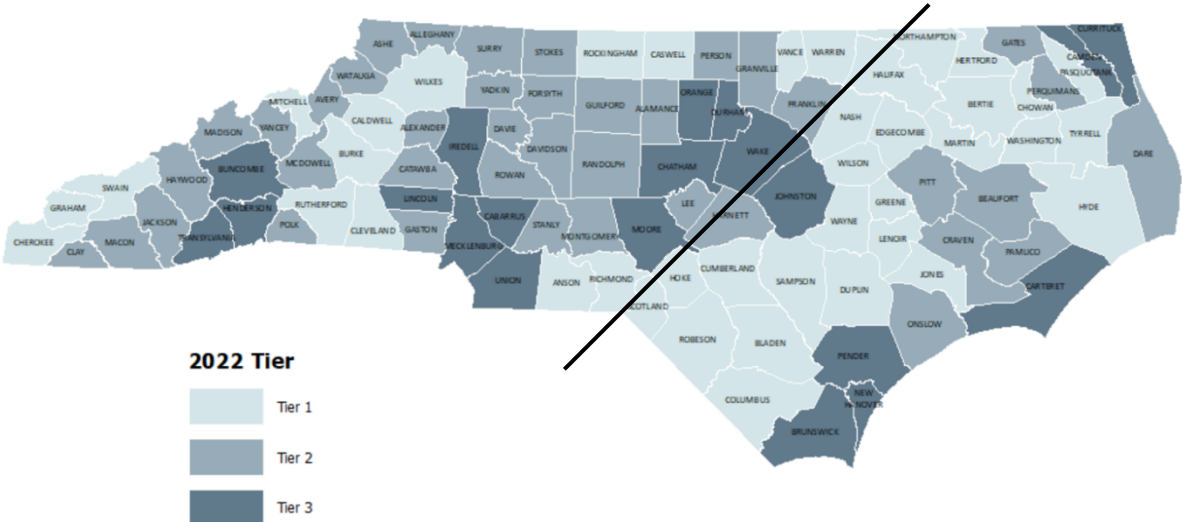 ALLEGHANY
ASHE
SURRY
STOKES
ROCKINGHAM
CASWELL
PERSON
GRANVILLE
VANCE
WARREN
NORTHAMPTON
GATES
CURRITUCK
CAMDEN
PASQUOTANK
HERTFORD
HALIFAX
WATAUGA
WILKES
YADKIN
FORSYTH
GUILFORD
ALAMANCE
ORANGE
DURHAM
FRANKLIN
BERTIE
PERQUIMANS
CHOWAN
MITCHELL
AVERY
CALDWELL
ALEXANDER
DAVIE
NASH
EDGECOMBE
MARTIN
WASHINGTON
TYRRELL
DARE
MADISON
YANCEY
BURKE
IREDELL
DAVIDSON
RANDOLPH
CHATHAM
WAKE
WILSON
BUNCOMBE
MCDOWELL
CATAWBA
ROWAN
HAYWOOD
SWAIN
PITT
BEAUFORT
HYDE
GRAHAM
JACKSON
HENDERSON
RUTHERFORD
LINCOLN
CABARRUS
LEE
HARNETT
JOHNSTON
GREENE
WAYNE
CHEROKEE
CLAY
MACON
TRANSYLVANIA
POLK
CLEVELAND
GASTON
STANLY
MONTGOMERY
MOORE
LENOIR
CRAVEN
PAMLICO
MECKLENBURG
UNION
ANSON
RICHMOND
HOKE
CUMBERLAND
SAMPSON
DUPLIN
JONES
CARTERET
SCOTLAND
ROBESON
BLADEN
ONSLOW
PENDER
COLUMBUS
NEW
HANOVER
BRUNSWICK
2022 Tier
Tier 1
Tier 2
Tier 3